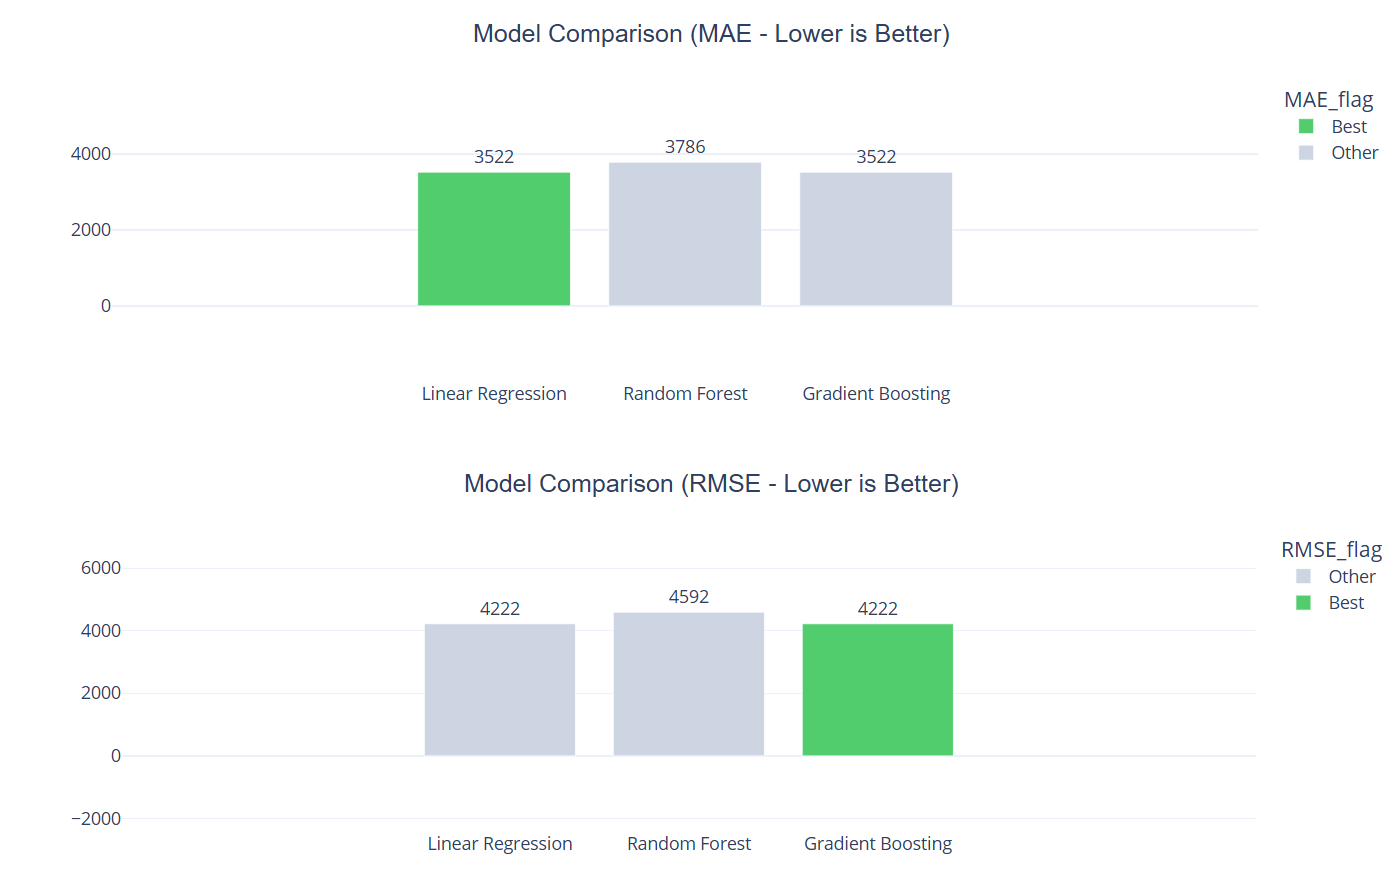 Model Comparison (MAE - Lower is Better)
MAE_flag
Best
Other
4000
2000
0
3522
3786
3522
Linear Regression
Random Forest
Gradient Boosting
Model Comparison (RMSE - Lower is Better)
RMSE_flag
Other
Best
6000
4000
2000
0
−2000
4222
4592
4222
Linear Regression
Random Forest
Gradient Boosting